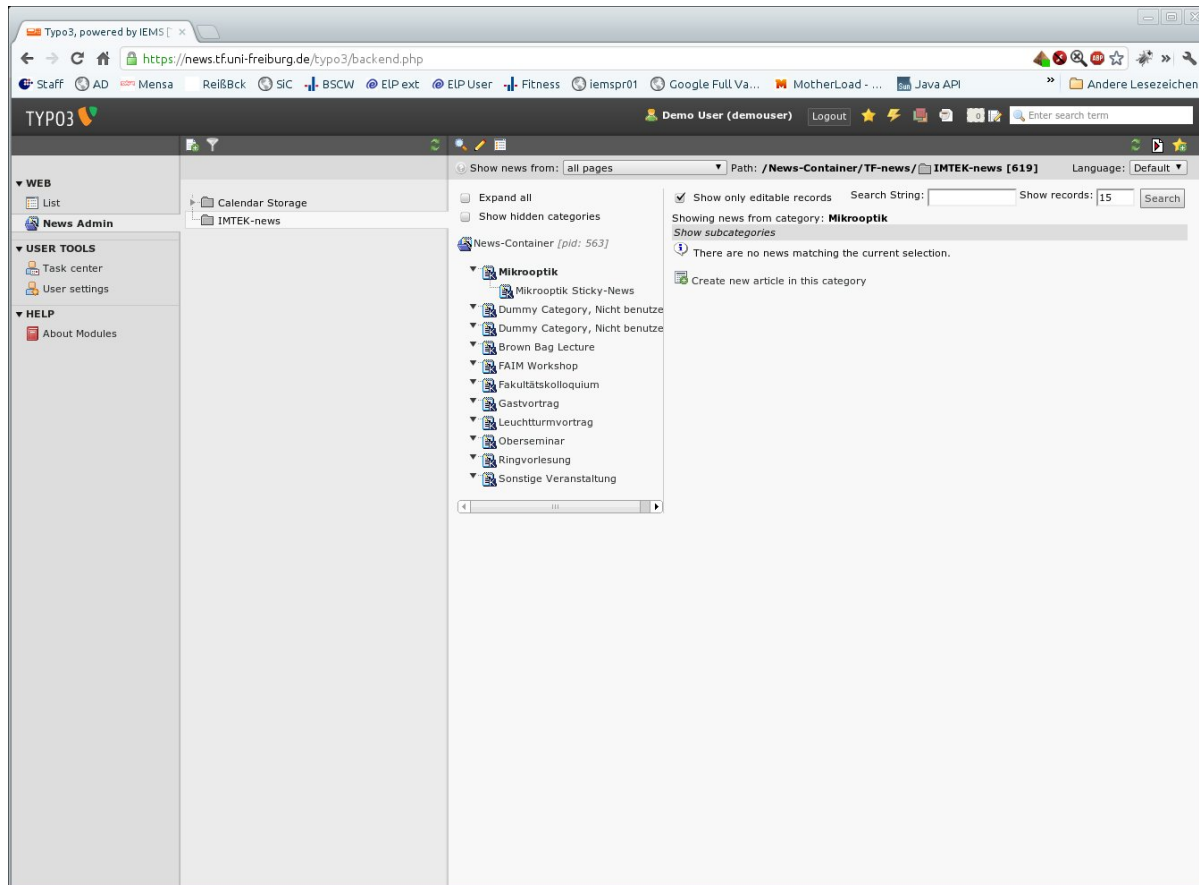 Typo3, powered by IEMS [
https://news.tf.uni-freiburg.de/typo3/backend.php
Staff AD Mensa ReißBck SiC BSCW ElP ext ElP User Fitness iemspr01 Google Full Va... MotherLoad - ... Java API » Andere Lesezeichen
TYPO3 Demo User (demouser) Logout Enter search term
Show news from: all pages Path: /News-Container/TF-news/ IMTEK-news [619] Language: Default
WEB
List
News Admin
USER TOOLS
Task center
User settings
HELP
About Modules
Calendar Storage
IMTEK-news
Expand all
Show hidden categories
News-Container [pid: 563]
Mikrooptik
Mikrooptik Sticky-News
Dummy Category, Nicht benutze
Dummy Category, Nicht benutze
Brown Bag Lecture
FAIM Workshop
Fakultätskolloquium
Gastvortrag
Leuchtturmvortrag
Oberseminar
Ringvorlesung
Sonstige Veranstaltung
Show only editable records Search String: Show records: 15 Search
Showing news from category: Mikrooptik
Show subcategories
There are no news matching the current selection.
Create new article in this category